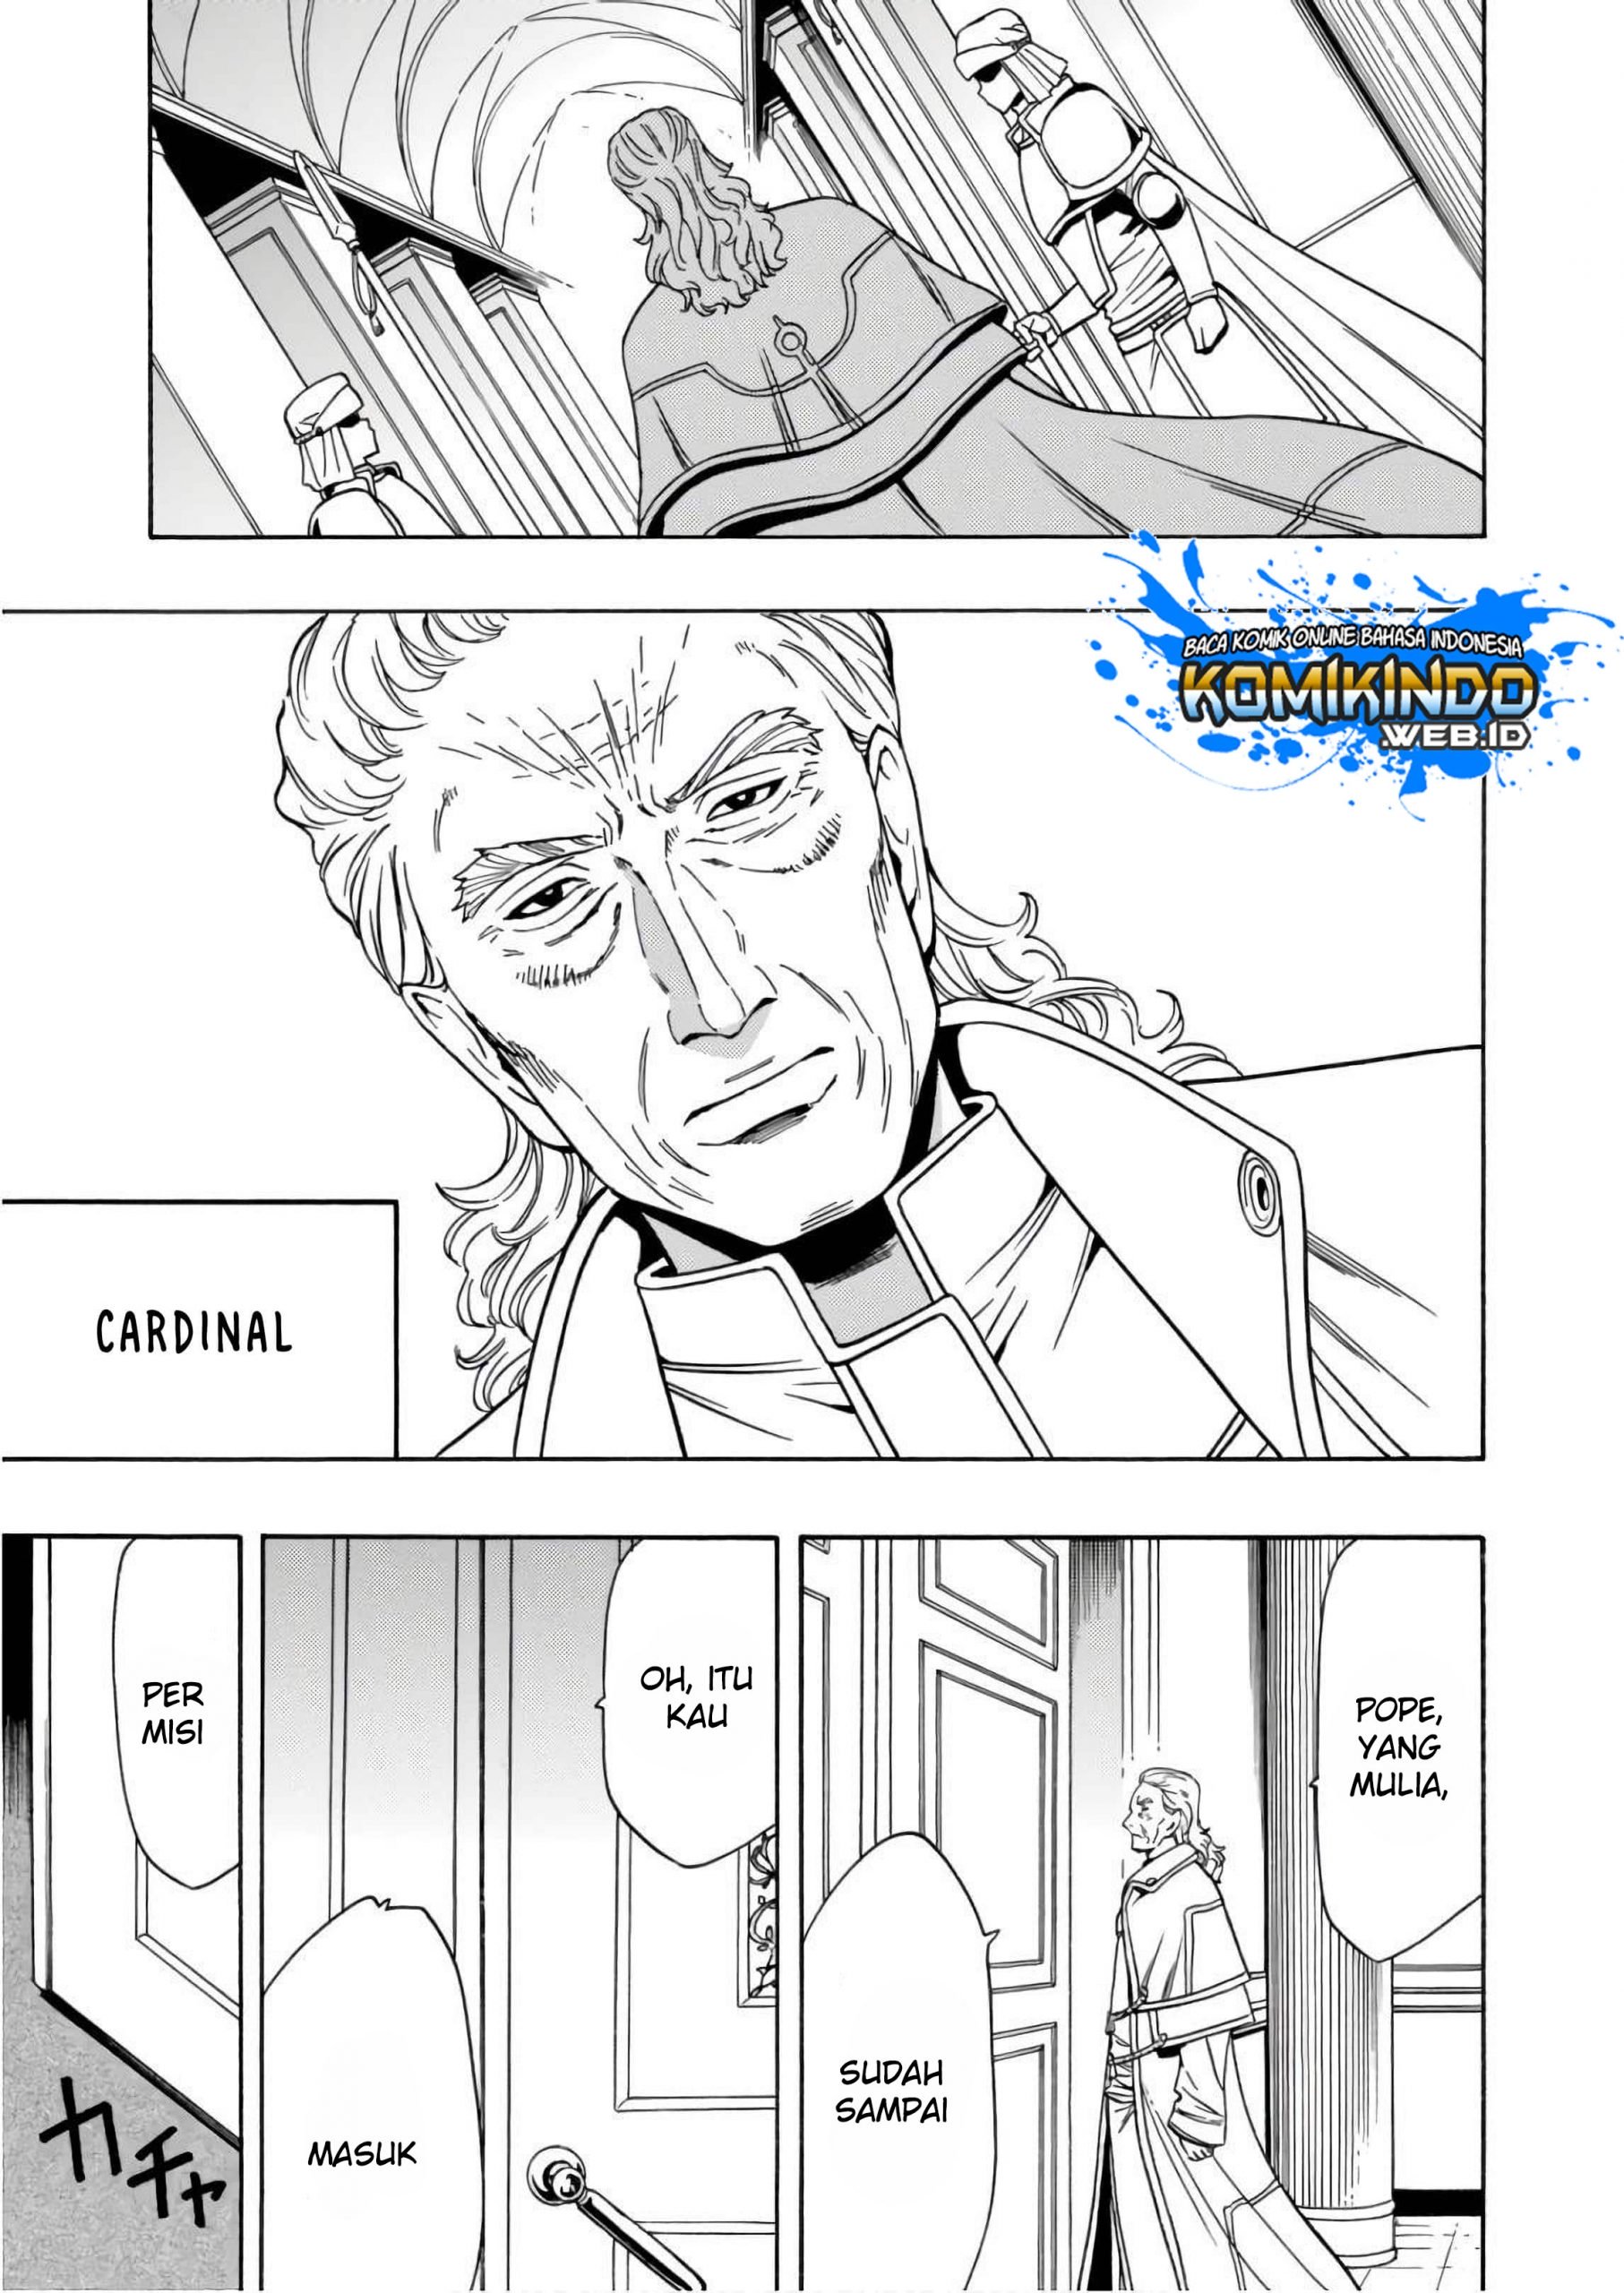 BACA KOMIK ONLINE BAHASA INDONESIA
KOMIKINDO
.WEB.ID
CARDINAL
POPE,
YANG
MULIA,
SUDAH
SAMPAI
OH, ITU
KAU
MASUK
PER
MISI
カチャ